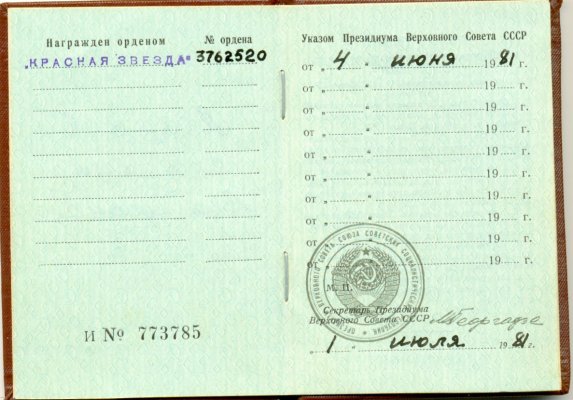 Награжден орденом
№ ордена
„КРАСНАЯ ЗВЕЗДА“ 3762520
И № 773785
Указом Президиума Верховного Совета СССР
от „ 4 “ июня 1981 г.
от „ “ 19 г.
от „ “ 19 г.
от „ “ 19 г.
от „ “ 19 г.
от „ “ 19 г.
от „ “ 19 г.
от „ “ 19 г.
от „ “ 19 г.
от „ “ 19 г.
М. П.
Секретарь Президиума
Верховного Совета СССР МГеоргадзе
„ 1 “ июля 1981 г.